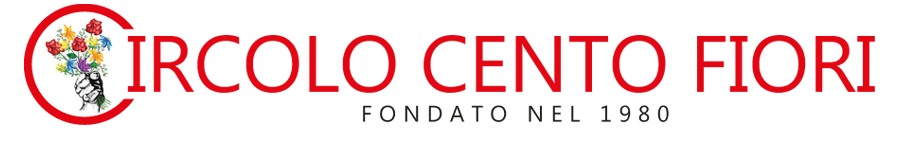 CIRCOLO CENTO FIORI
FONDATO NEL 1980